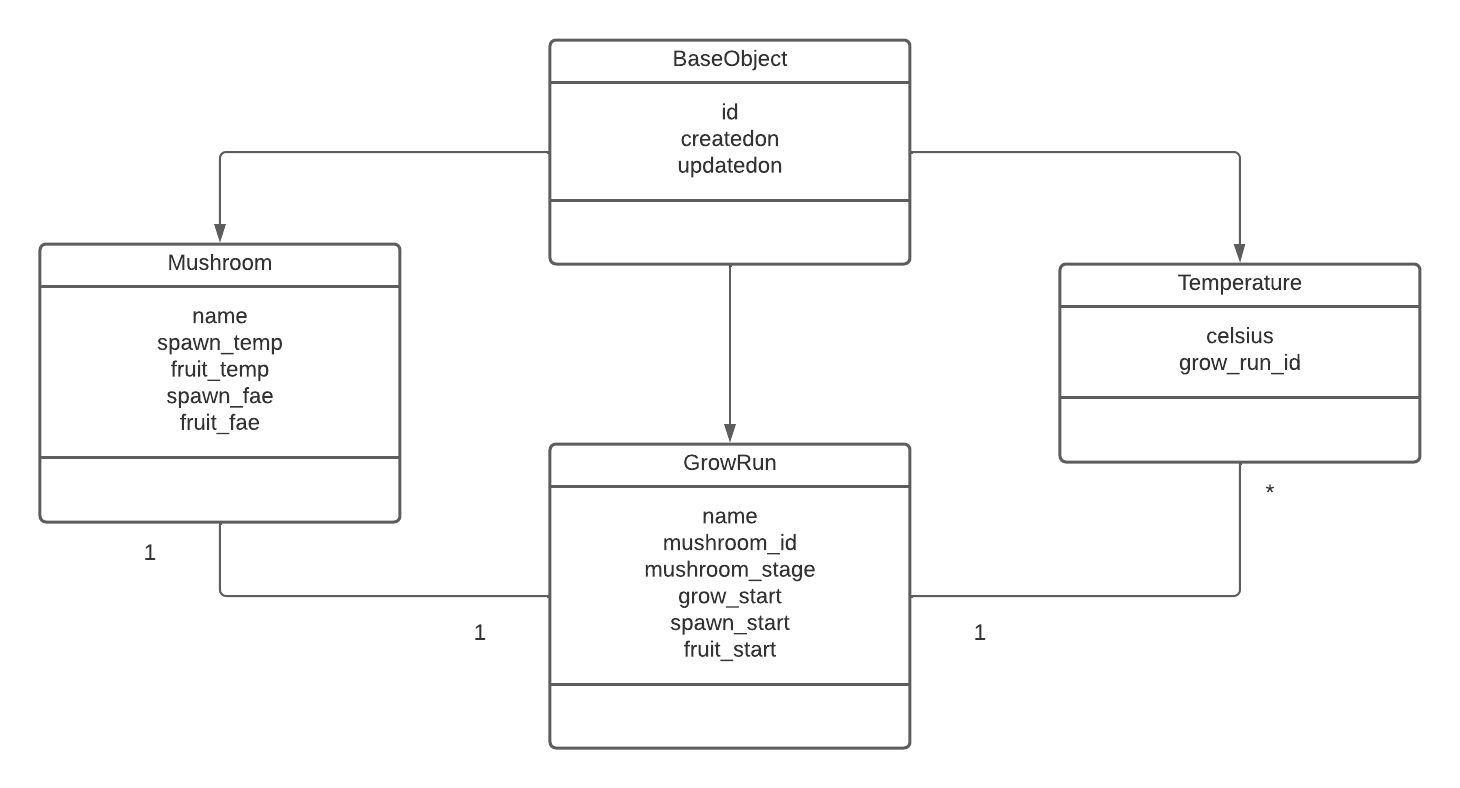 BaseObject
id
createdon
updatedon
Mushroom
name
spawn_temp
fruit_temp
spawn_fae
fruit_fae
Temperature
celsius
grow_run_id
GrowRun
name
mushroom_id
mushroom_stage
grow_start
spawn_start
fruit_start
*
1
1
1